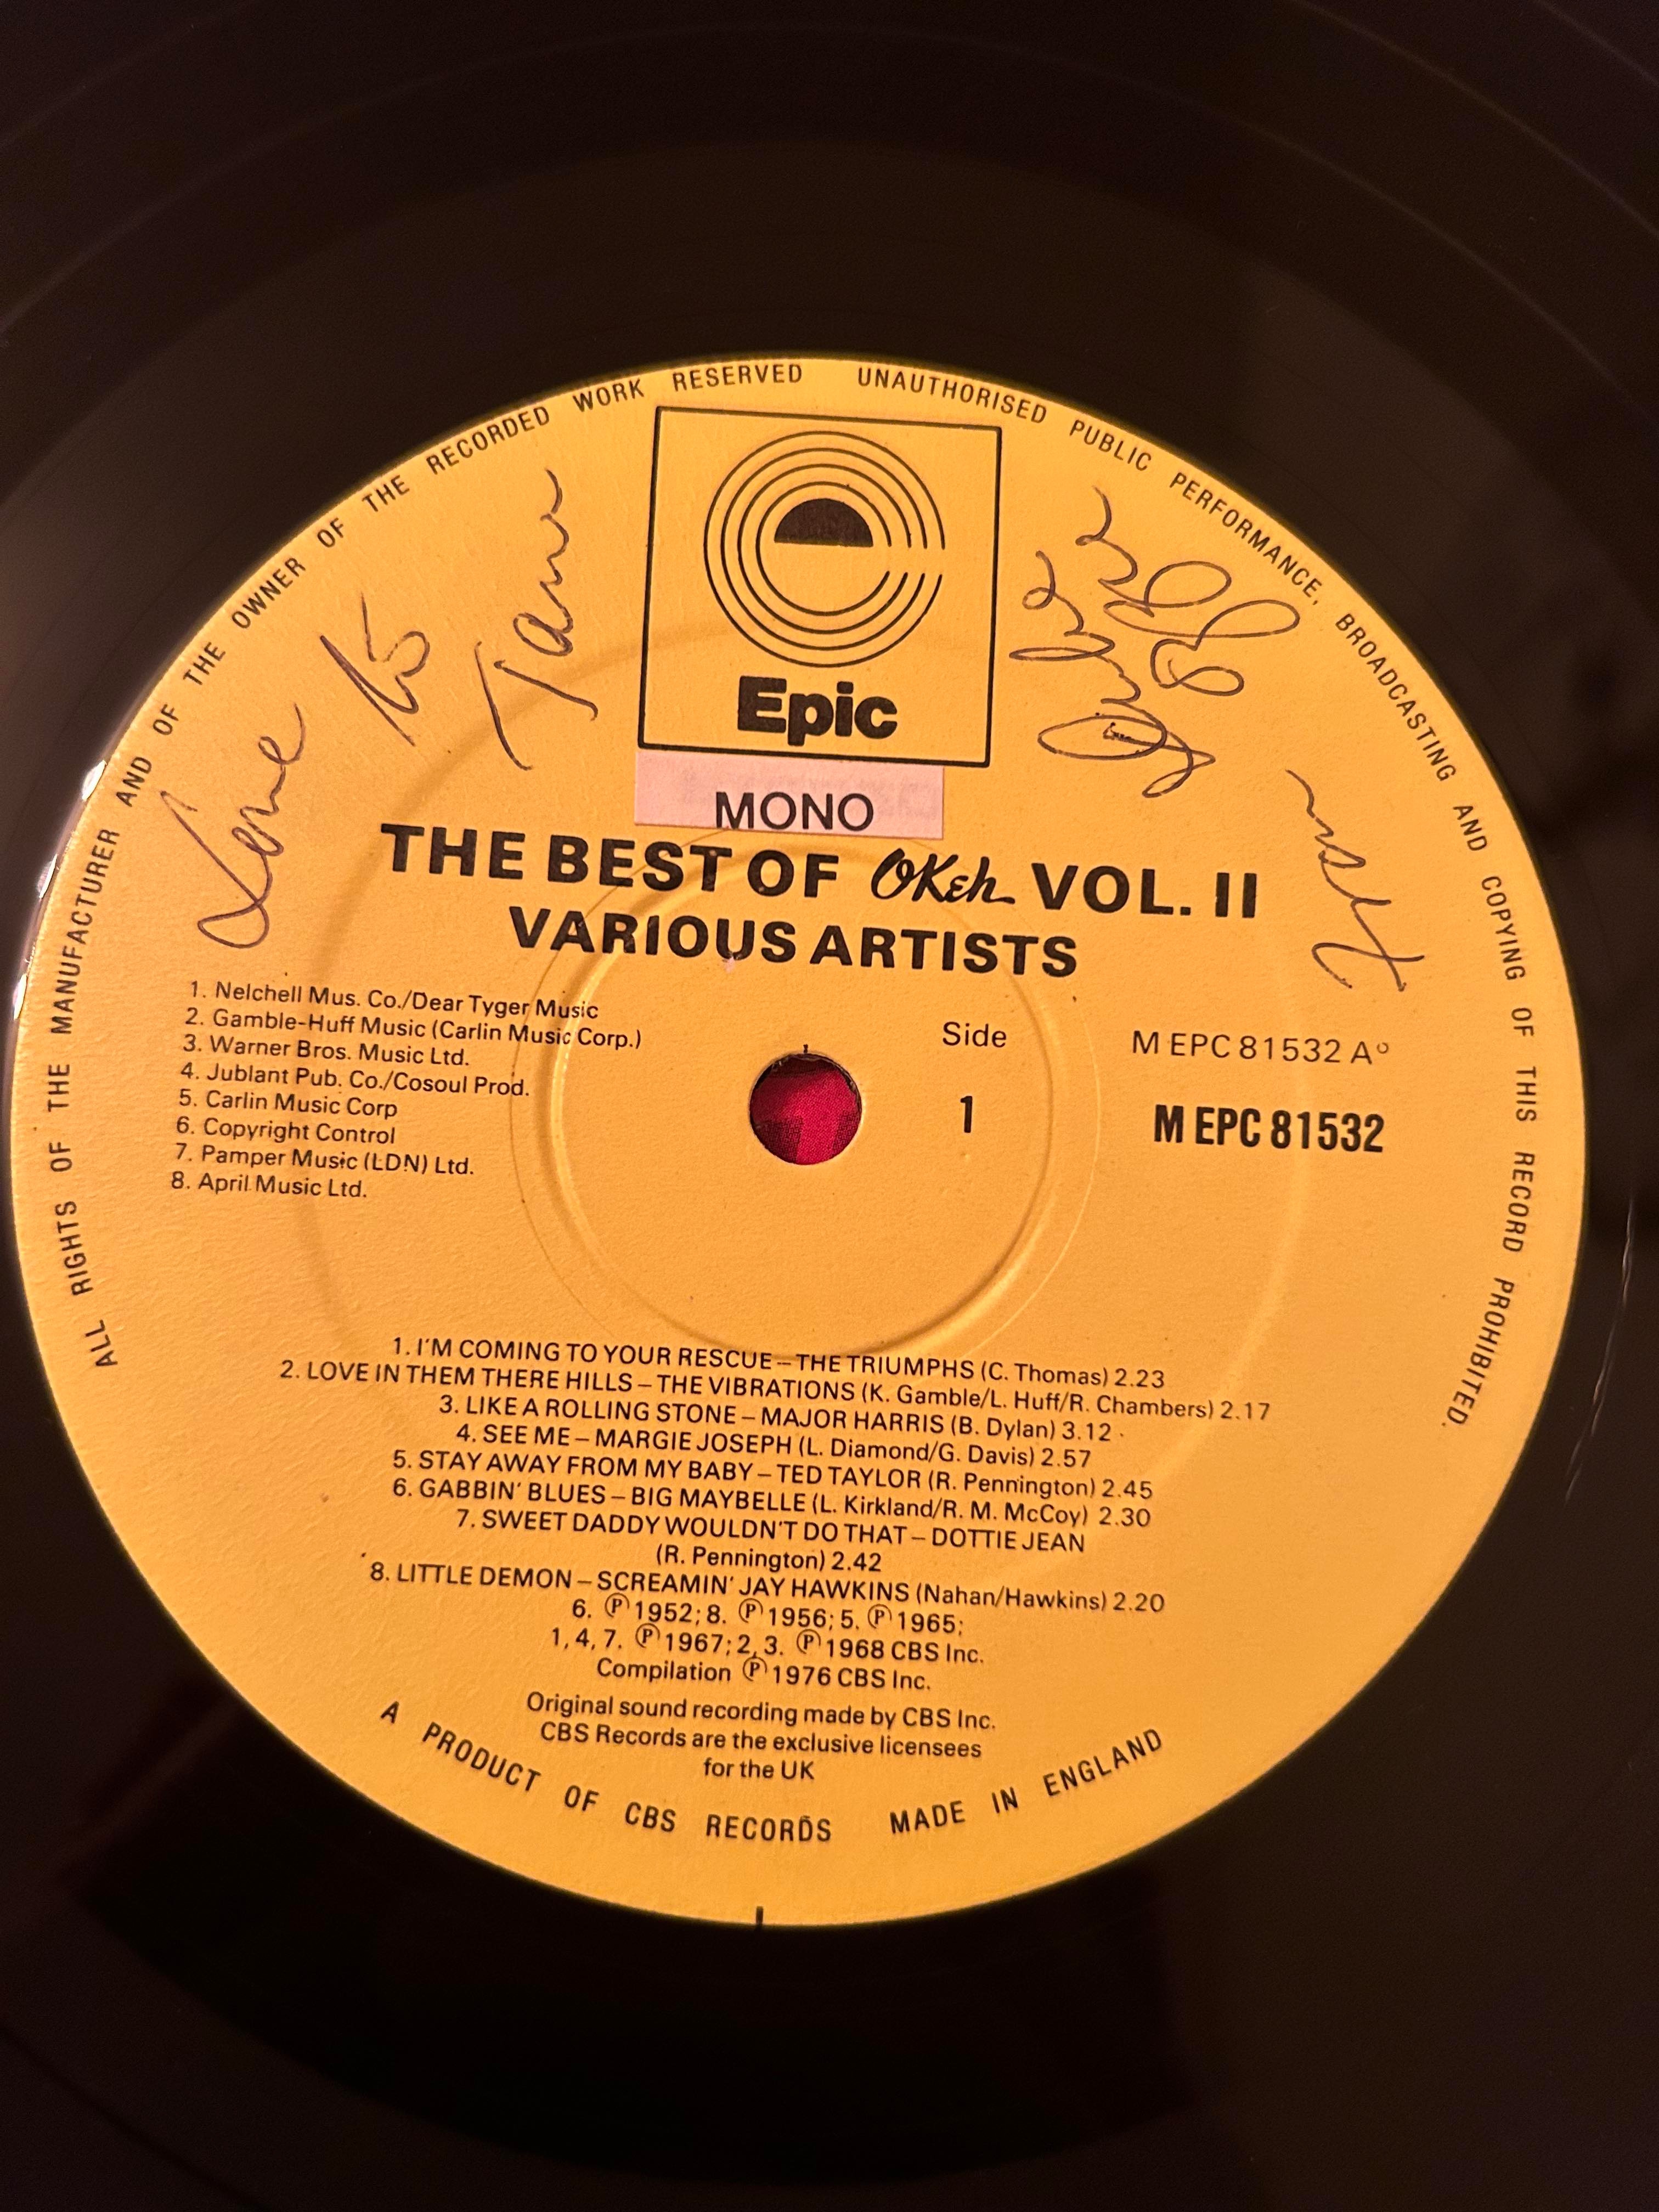 ALL RIGHTS OF THE MANUFACTURER AND OF THE OWNER OF THE RECORDED WORK RESERVED UNAUTHORISED PUBLIC PERFORMANCE, BROADCASTING AND COPYING OF THIS RECORD PROHIBITED.
Love
to
Epic
MONO
THE BEST OF OKeh VOL. II
VARIOUS ARTISTS
1. Nelchell Mus. Co./Dear Tyger Music
2. Gamble-Huff Music (Carlin Music Corp.)
3. Warner Bros. Music Ltd.
4. Jublant Pub. Co./Cosoul Prod.
5. Carlin Music Corp
6. Copyright Control
7. Pamper Music (LDN) Ltd.
8. April Music Ltd.
Side
1
M EPC 81532 A°
M EPC 81532
1. I'M COMING TO YOUR RESCUE – THE TRIUMPHS (C. Thomas) 2.23
2. LOVE IN THEM THERE HILLS – THE VIBRATIONS (K. Gamble/L. Huff/R. Chambers) 2.17
3. LIKE A ROLLING STONE – MAJOR HARRIS (B. Dylan) 3.12
4. SEE ME – MARGIE JOSEPH (L. Diamond/G. Davis) 2.57
5. STAY AWAY FROM MY BABY – TED TAYLOR (R. Pennington) 2.45
6. GABBIN' BLUES – BIG MAYBELLE (L. Kirkland/R. M. McCoy) 2.30
7. SWEET DADDY WOULDN'T DO THAT – DOTTIE JEAN
(R. Pennington) 2.42
8. LITTLE DEMON – SCREAMIN' JAY HAWKINS (Nahan/Hawkins) 2.20
6. ℗ 1952; 8. ℗ 1956; 5. ℗ 1965;
1, 4, 7. ℗ 1967; 2, 3. ℗ 1968 CBS Inc.
Compilation ℗ 1976 CBS Inc.
Original sound recording made by CBS Inc.
CBS Records are the exclusive licensees
for the UK
A PRODUCT OF CBS RECORDS MADE IN ENGLAND